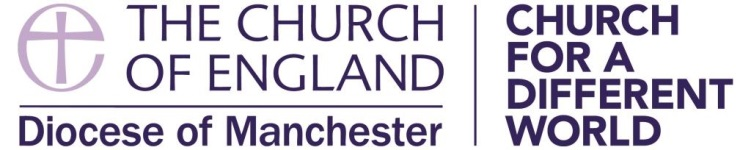 THE CHURCH
OF ENGLAND
Diocese of Manchester
CHURCH
FOR A
DIFFERENT
WORLD